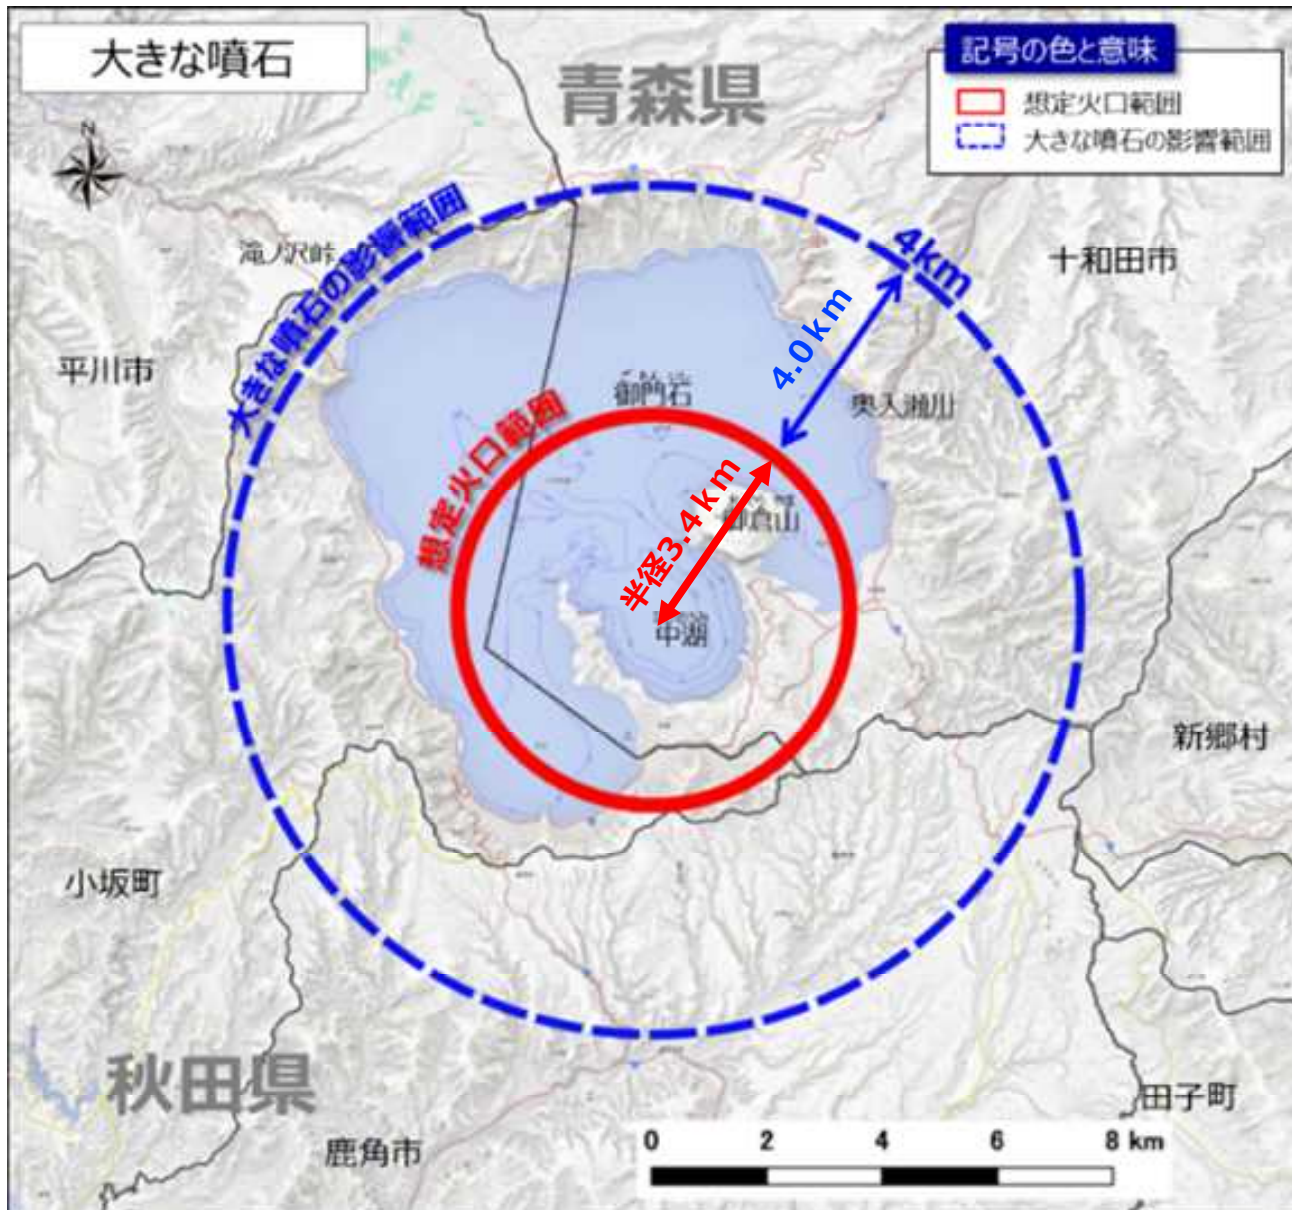 大きな噴石
青森県
記号の色と意味
想定火口範囲
大きな噴石の影響範囲
N
滝ノ沢峠
大きな噴石の影響範囲
4km
十和田市
4.0km
平川市
御門石
奥入瀬川
想定火口範囲
御倉山
半径3.4km
中湖
新郷村
小坂町
秋田県
田子町
鹿角市
0 2 4 6 8 km